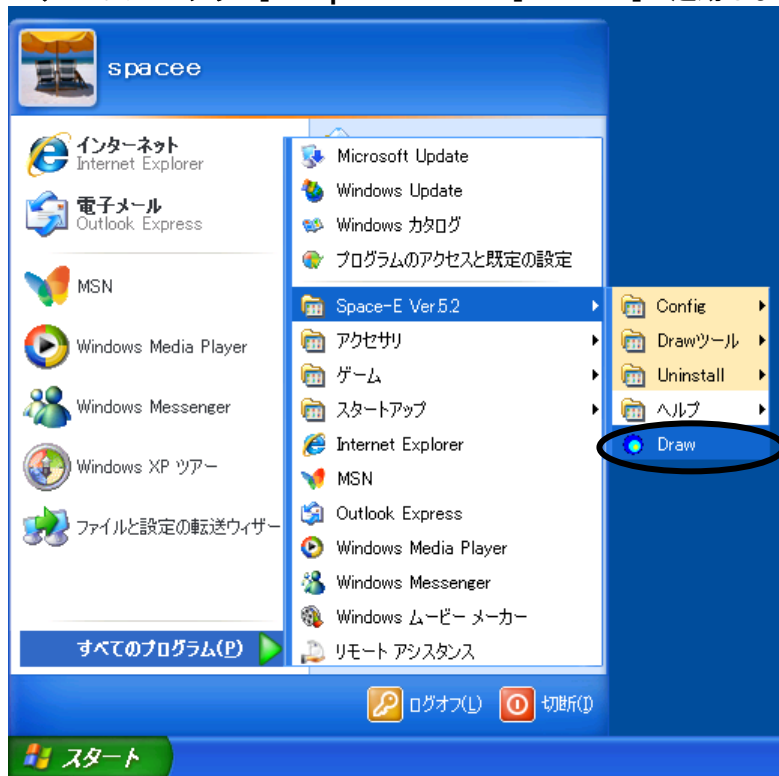 spacee
インターネット
Internet Explorer
電子メール
Outlook Express
MSN
Windows Media Player
Windows Messenger
Windows XP ツアー
ファイルと設定の転送ウィザー
すべてのプログラム(P)
Microsoft Update
Windows Update
Windows カタログ
プログラムのアクセスと既定の設定
Space-E Ver.5.2
アクセサリ
ゲーム
スタートアップ
Internet Explorer
MSN
Outlook Express
Windows Media Player
Windows Messenger
Windows ムービー メーカー
リモート アシスタンス
Config
Drawツール
Uninstall
ヘルプ
Draw
ログオフ(L)
切断(I)
スタート